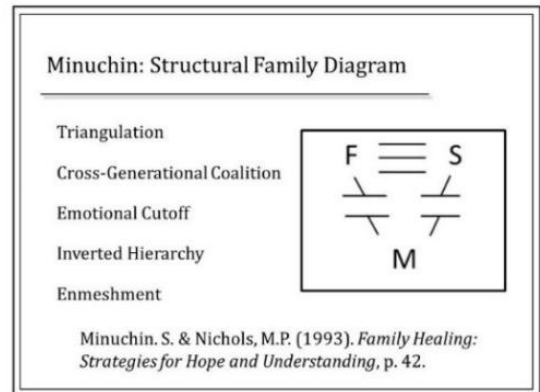 Minuchin: Structural Family Diagram
Triangulation
Cross-Generational Coalition
Emotional Cutoff
Inverted Hierarchy
Enmeshment
F S
M
Minuchin. S. & Nichols, M.P. (1993). Family Healing:
Strategies for Hope and Understanding, p. 42.